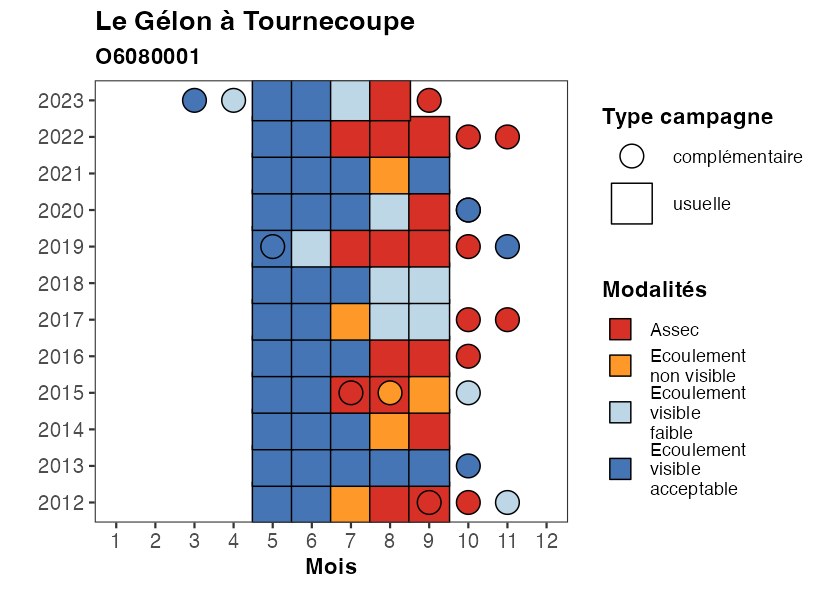 Le Gélon à Tournecoupe
O6080001
2023
2022
2021
2020
2019
2018
2017
2016
2015
2014
2013
2012
1 2 3 4 5 6 7 8 9 10 11 12
Mois
Type campagne
complémentaire
usuelle
Modalités
Assec
Ecoulement
non visible
Ecoulement
visible
faible
Ecoulement
visible
acceptable